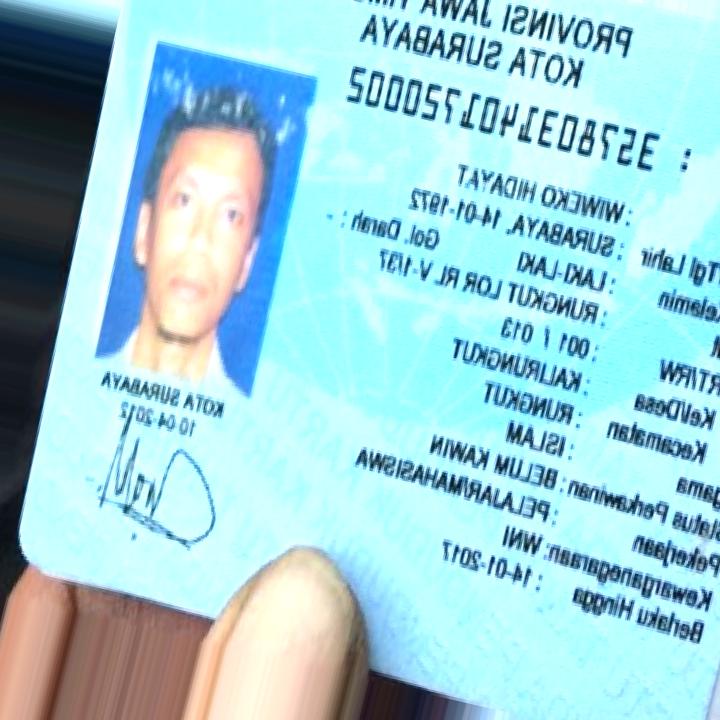 PROVINSI JAWA TIMUR
KOTA SURABAYA
: 3578031401720002
: WIWEKO HIDAYAT
Tgl Lahir : SURABAYA, 14-01-1972
Kelamin : LAKI-LAKI Gol. Darah : -
: RUNGKUT LOR RL V-1/37
RT/RW : 001 / 013
Kel/Desa : KALIRUNGKUT
Kecamatan : RUNGKUT
gama : ISLAM
Status Perkawinan: BELUM KAWIN
Pekerjaan : PELAJAR/MAHASISWA
Kewarganegaraan: WNI
Berlaku Hingga : 14-01-2017
KOTA SURABAYA
10-04-2012